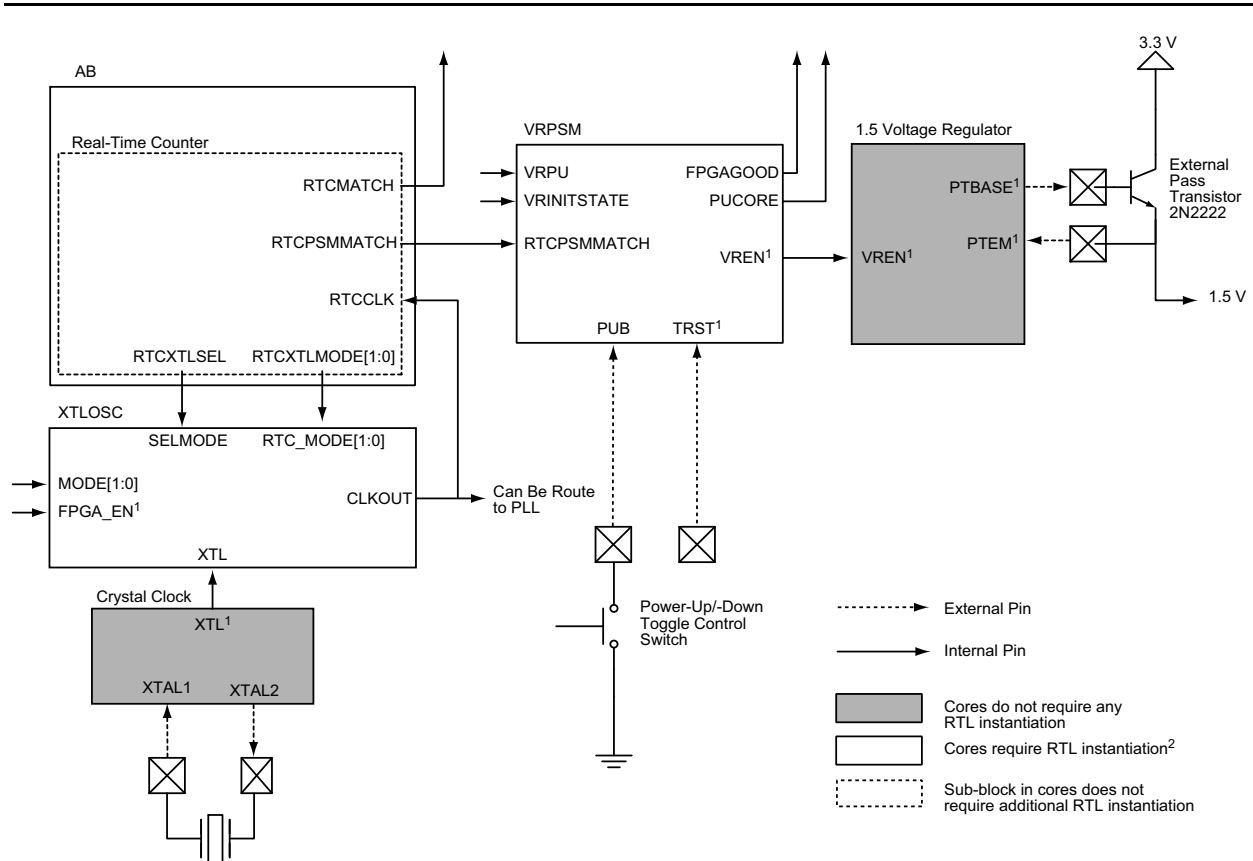 AB
Real-Time Counter
RTCMATCH
RTCPSMMATCH
RTCCLK
RTCXTLSEL
RTCXTLMODE[1:0]
XTLOSC
SELMODE
RTC_MODE[1:0]
MODE[1:0]
FPGA_EN1
CLKOUT
XTL
Can Be Route
to PLL
Crystal Clock
XTL1
XTAL1
XTAL2
VRPSM
VRPU
VRINITSTATE
RTCPSMMATCH
FPGAGOOD
PUCORE
VREN1
PUB
TRST1
Power-Up/-Down
Toggle Control
Switch
1.5 Voltage Regulator
PTBASE1
PTEM1
VREN1
3.3 V
External
Pass
Transistor
2N2222
1.5 V
External Pin
Internal Pin
Cores do not require any
RTL instantiation
Cores require RTL instantiation2
Sub-block in cores does not
require additional RTL instantiation